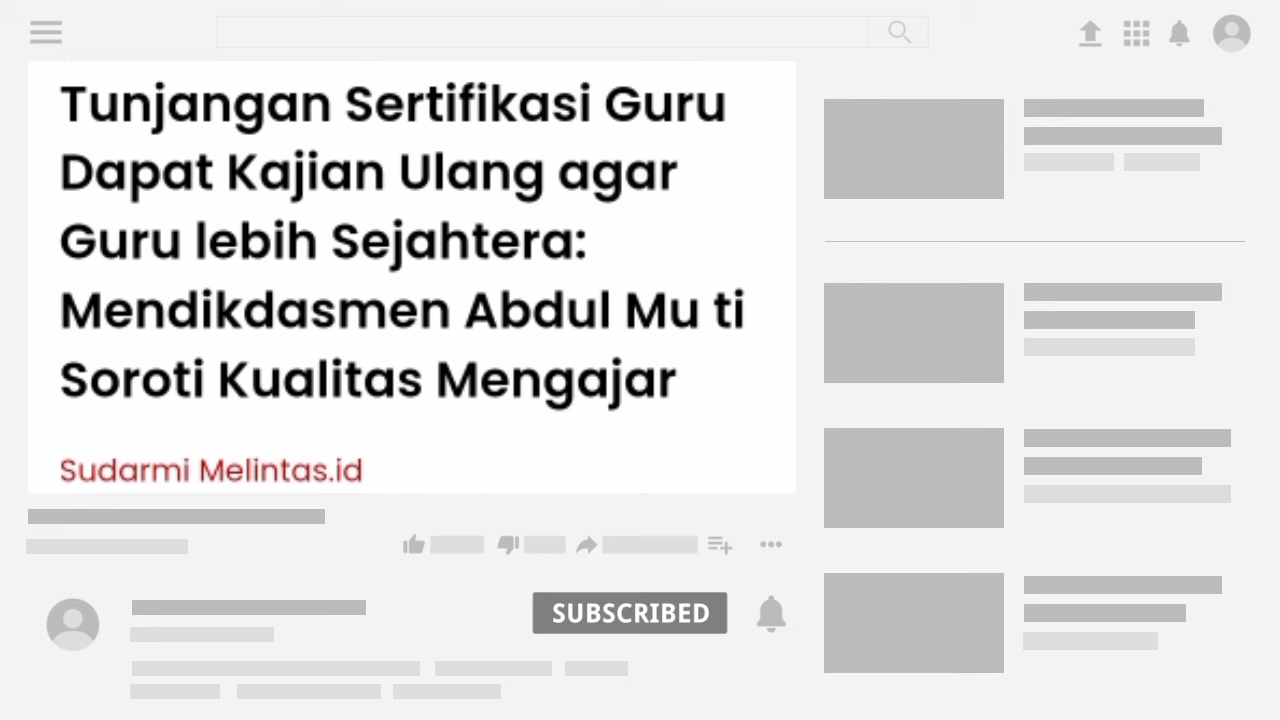 Tunjangan Sertifikasi Guru
Dapat Kajian Ulang agar
Guru lebih Sejahtera:
Mendikdasmen Abdul Mu ti
Soroti Kualitas Mengajar
Sudarmi Melintas.id
SUBSCRIBED